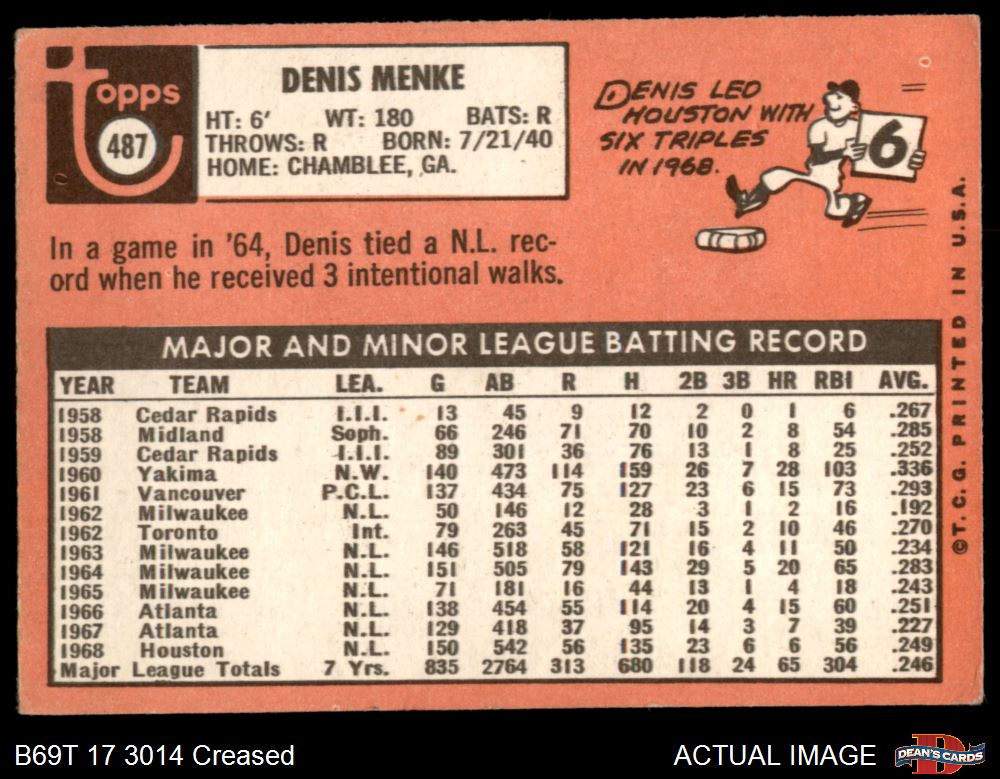 topps
487
DENIS MENKE
HT: 6' WT: 180 BATS: R
THROWS: R BORN: 7/21/40
HOME: CHAMBLEE, GA.
DENIS LED
HOUSTON WITH
SIX TRIPLES
IN 1968.
6
In a game in '64, Denis tied a N.L. rec-
ord when he received 3 intentional walks.
MAJOR AND MINOR LEAGUE BATTING RECORD
YEAR TEAM LEA. G AB R H 2B 3B HR RBI AVG.
1958 Cedar Rapids I.I.I. 13 45 9 12 2 0 1 6 .267
1958 Midland Soph. 66 246 71 70 10 2 8 54 .285
1959 Cedar Rapids I.I.I. 89 301 36 76 13 1 8 25 .252
1960 Yakima N.W. 140 473 114 159 26 7 28 103 .336
1961 Vancouver P.C.L. 137 434 75 127 23 6 15 73 .293
1962 Milwaukee N.L. 50 146 12 28 3 1 2 16 .192
1962 Toronto Int. 79 263 45 71 15 2 10 46 .270
1963 Milwaukee N.L. 146 518 58 121 16 4 11 50 .234
1964 Milwaukee N.L. 151 505 79 143 29 5 20 65 .283
1965 Milwaukee N.L. 71 181 16 44 13 1 4 18 .243
1966 Atlanta N.L. 138 454 55 114 20 4 15 60 .251
1967 Atlanta N.L. 129 418 37 95 14 3 7 39 .227
1968 Houston N.L. 150 542 56 135 23 6 6 56 .249
Major League Totals 7 Yrs. 835 2764 313 680 118 24 65 304 .246
©T.C.G. PRINTED IN U.S.A.
B69T 17 3014 Creased
ACTUAL IMAGE
DEAN'S CARDS